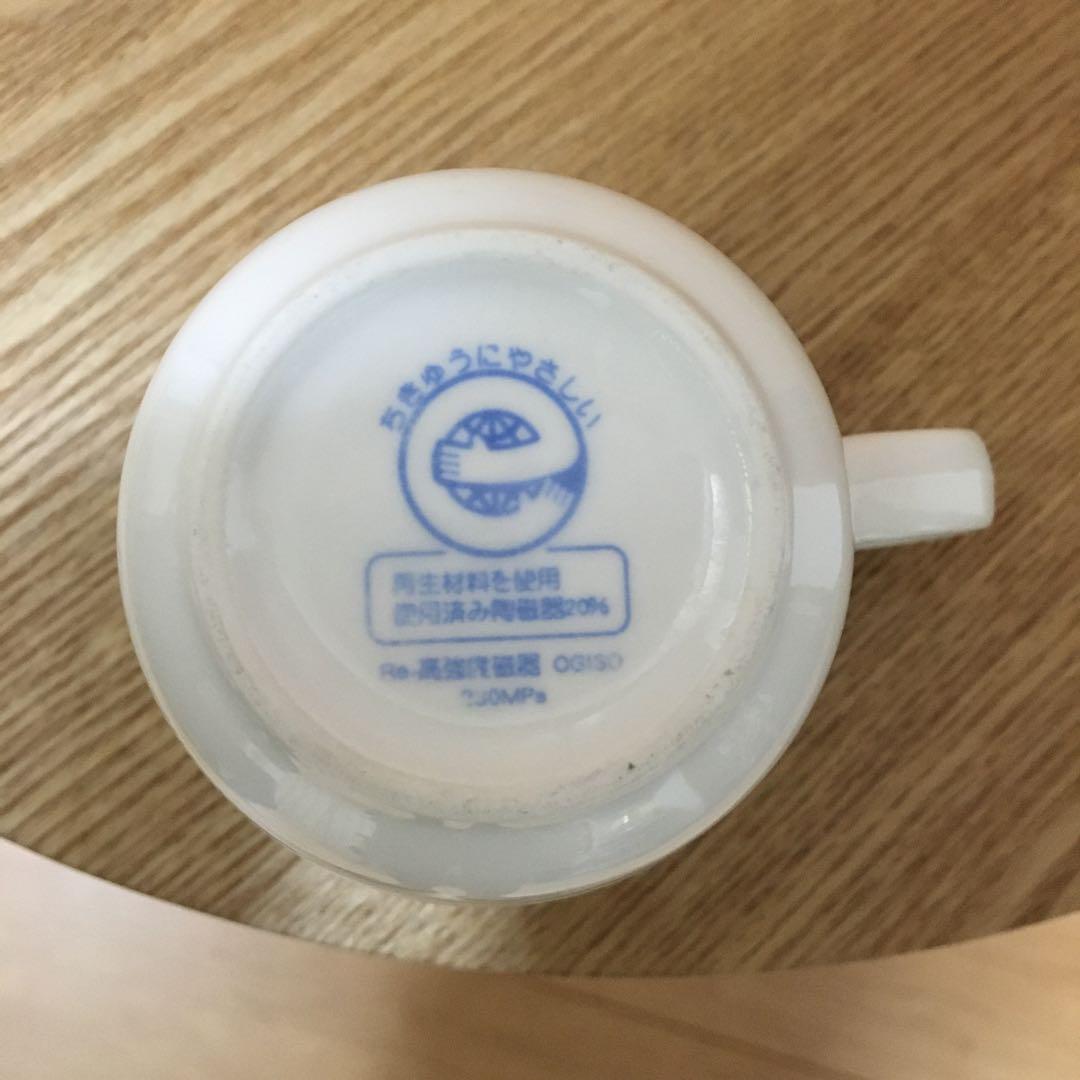 ちきゅうにやさしい
再生材料を使用
使用済み陶磁器20%
Re-高強度磁器 OGISO
MPa